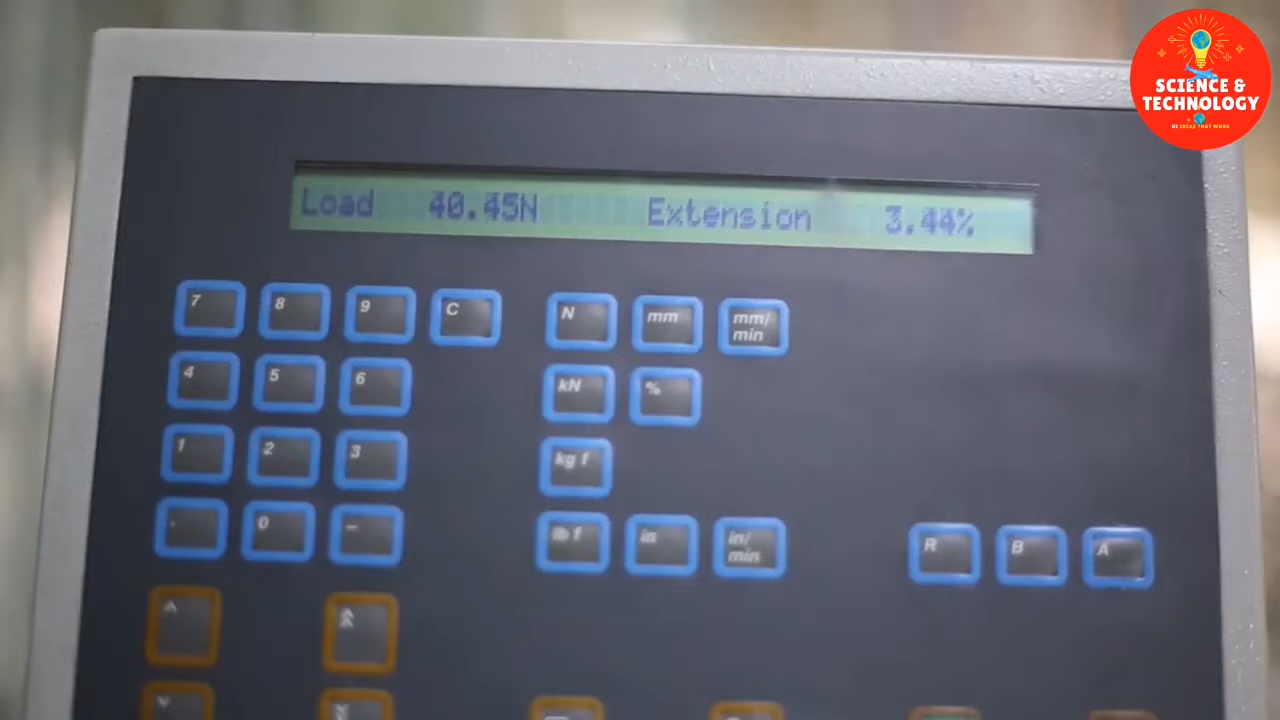 SCIENCE &
TECHNOLOGY
Load 40.45N Extension 3.44%
7 8 9 C N mm mm/
min
4 5 6 kN %
1 2 3 kg f
. 0 – lb f in in/
min
R B A